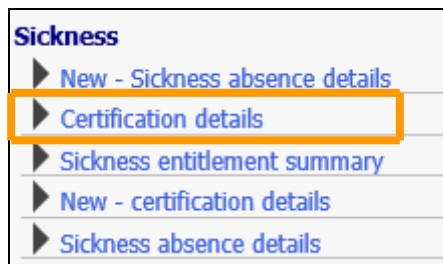 Sickness
New - Sickness absence details
Certification details
Sickness entitlement summary
New - certification details
Sickness absence details